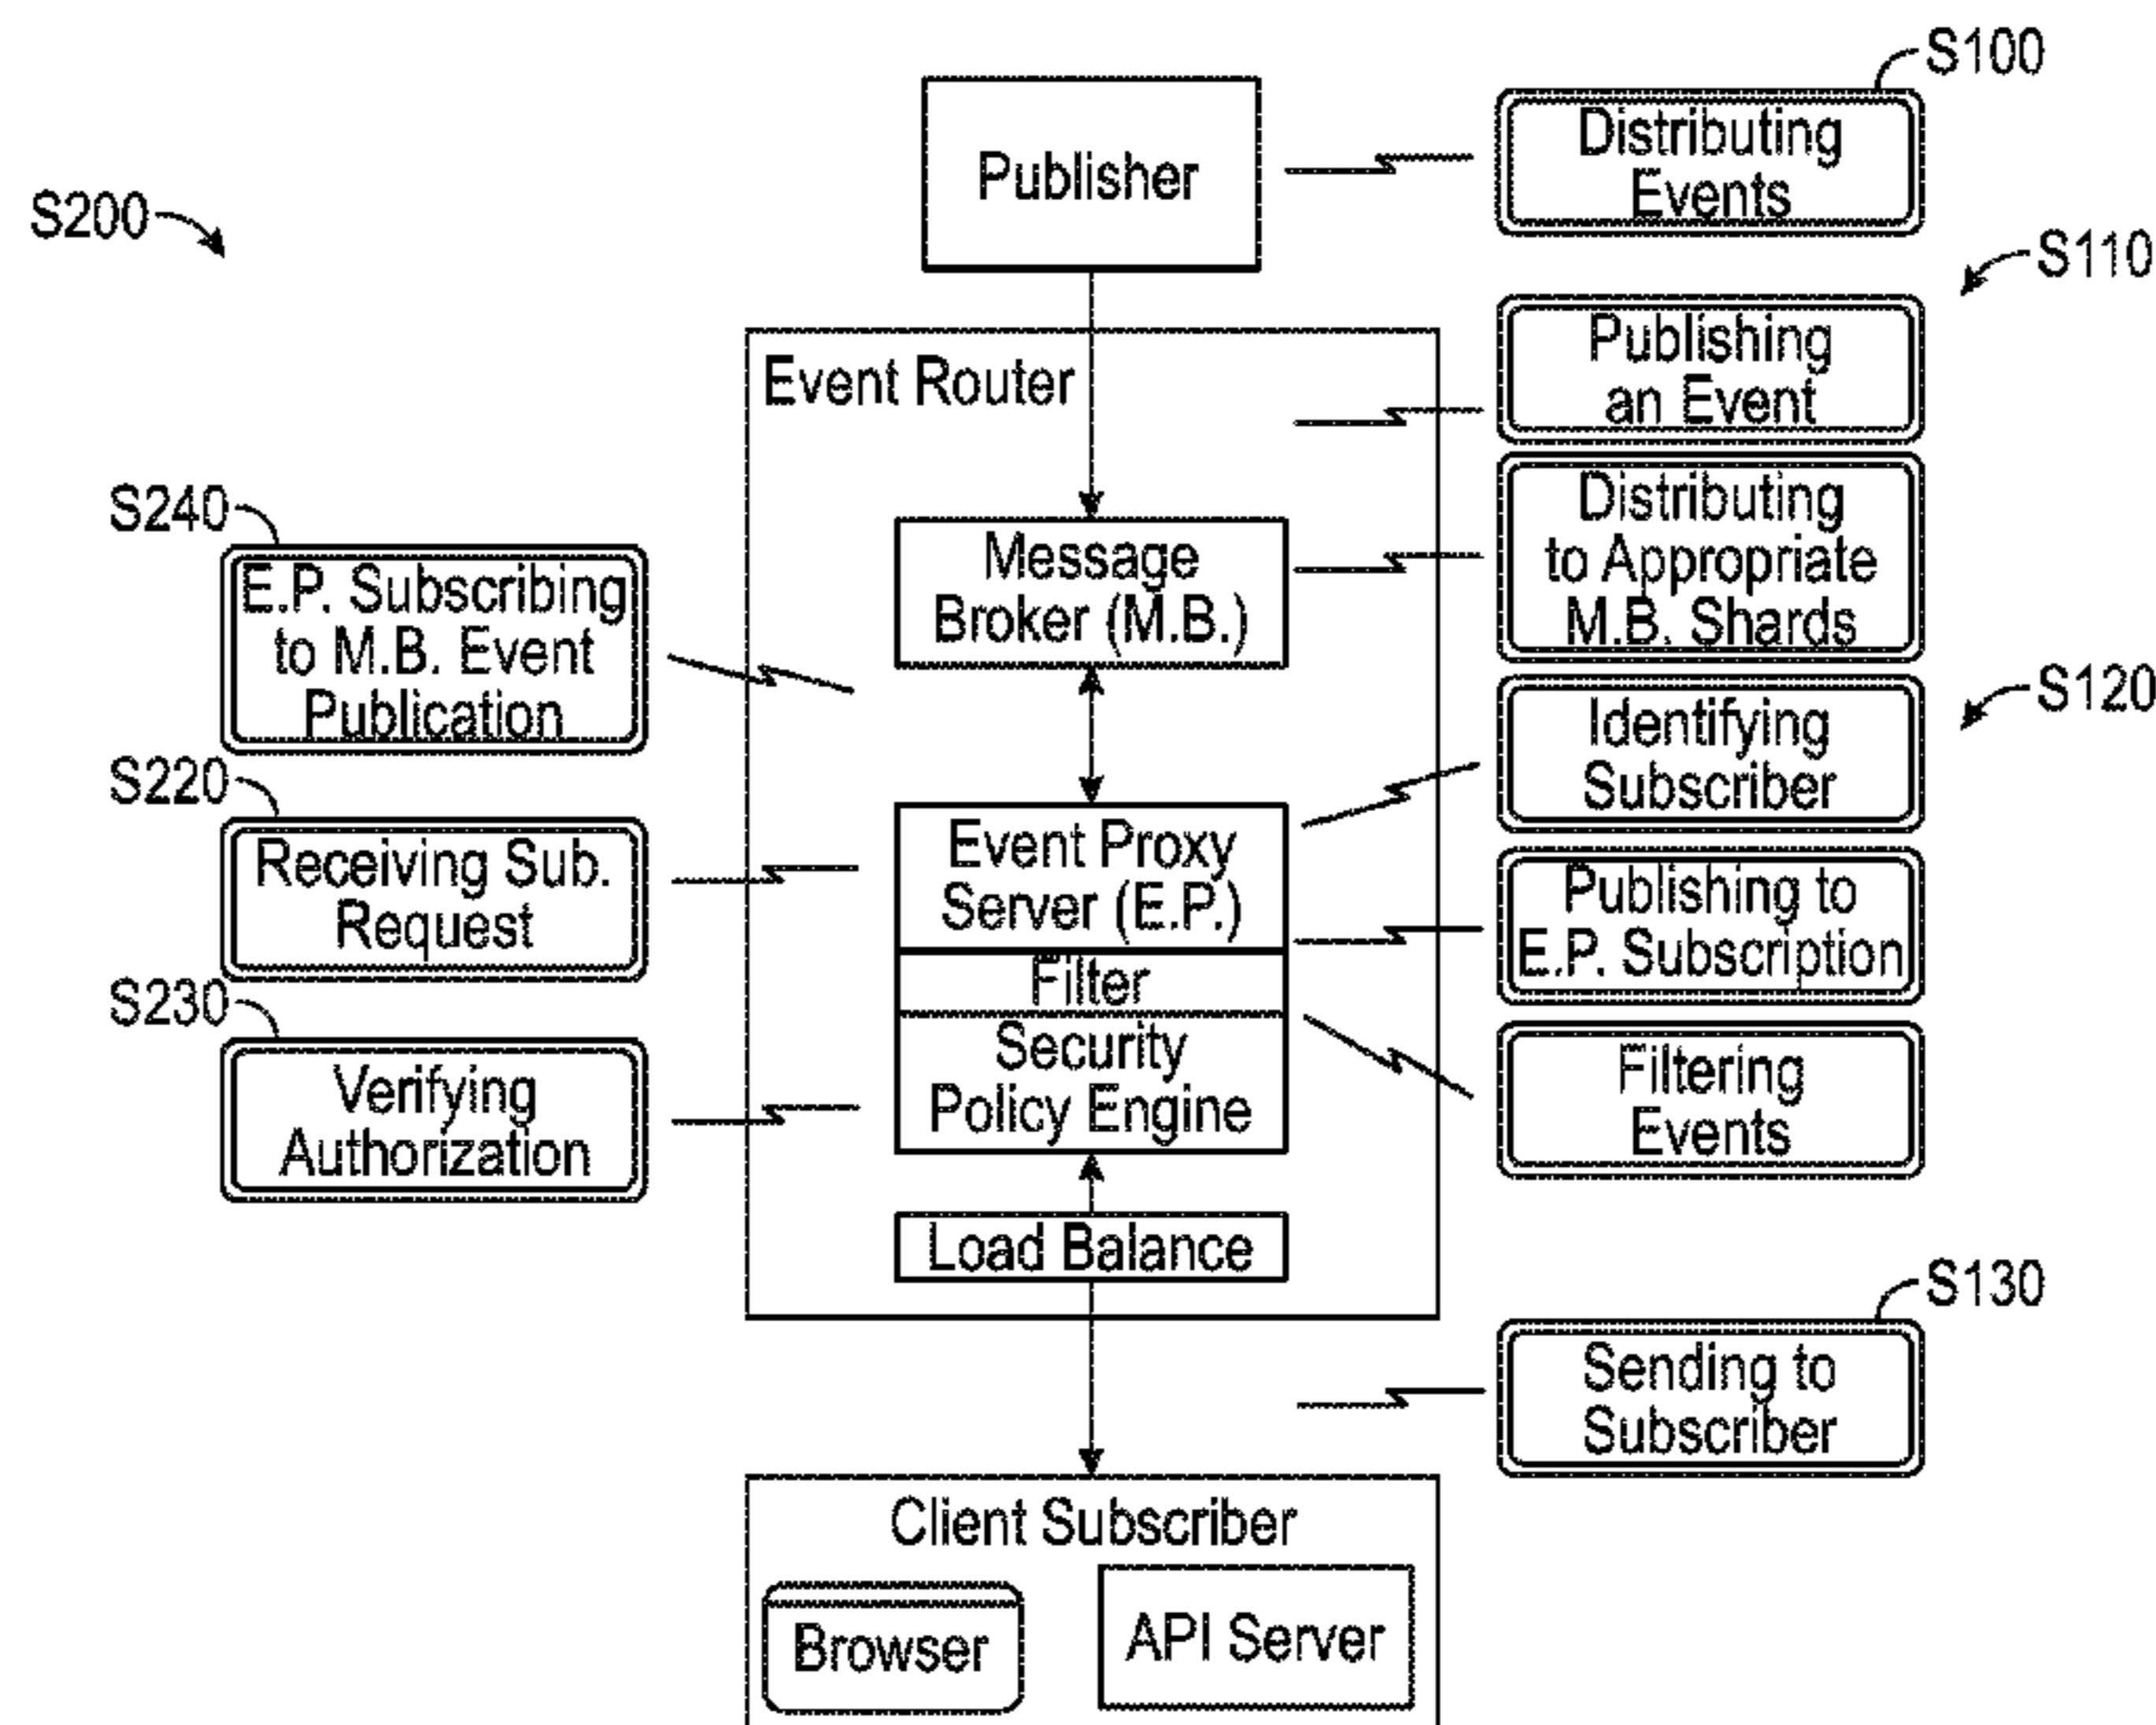 S100
Publisher
Distributing
Events
S200
S110
Event Router
Publishing
an Event
S240
Message
Broker (M.B.)
Distributing
to Appropriate
M.B. Shards
E.P. Subscribing
to M.B. Event
Publication
S120
Identifying
Subscriber
S220
Receiving Sub.
Request
Event Proxy
Server (E.P.)
Publishing to
E.P. Subscription
S230
Verifying
Authorization
Filter
Security
Policy Engine
Filtering
Events
Load Balance
S130
Sending to
Subscriber
Client Subscriber
Browser
API Server